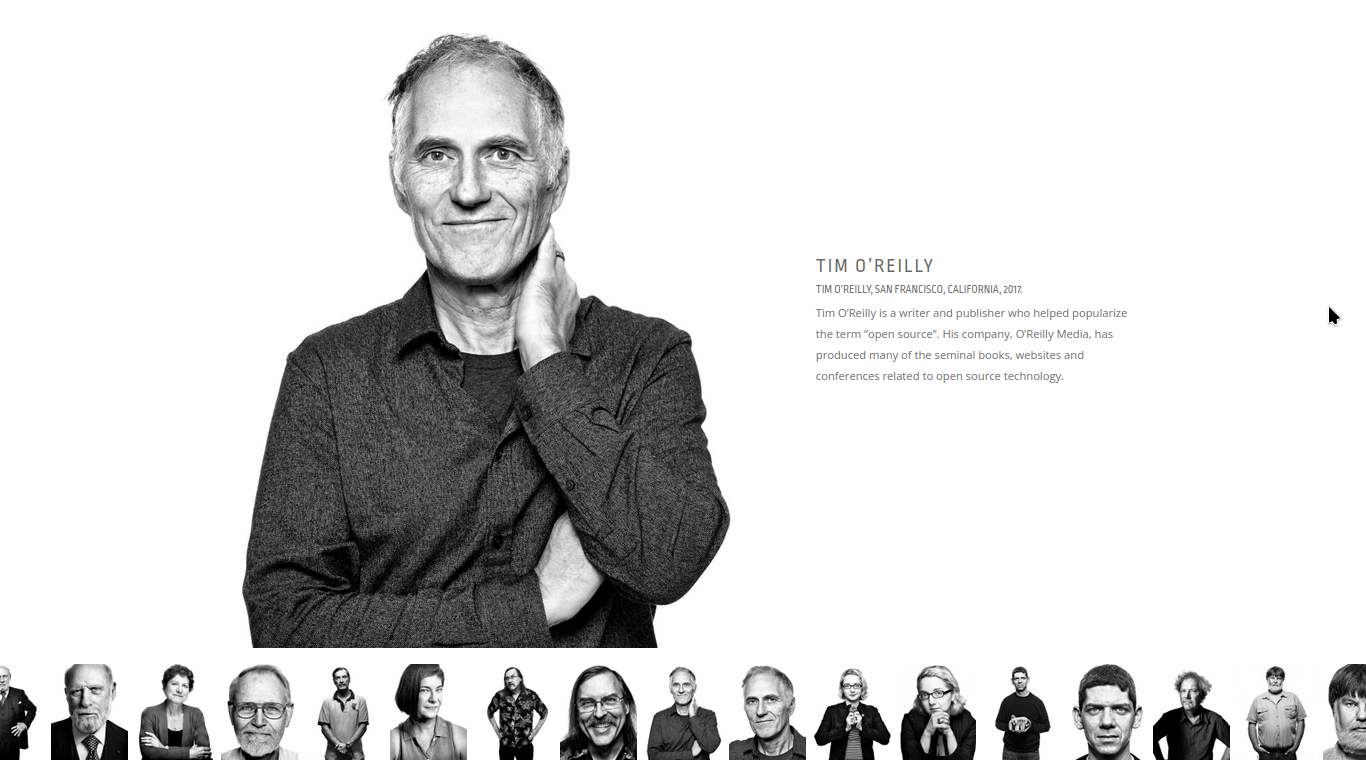 TIM O’REILLY
TIM O’REILLY, SAN FRANCISCO, CALIFORNIA, 2017.
Tim O’Reilly is a writer and publisher who helped popularize
the term “open source”. His company, O’Reilly Media, has
produced many of the seminal books, websites and
conferences related to open source technology.